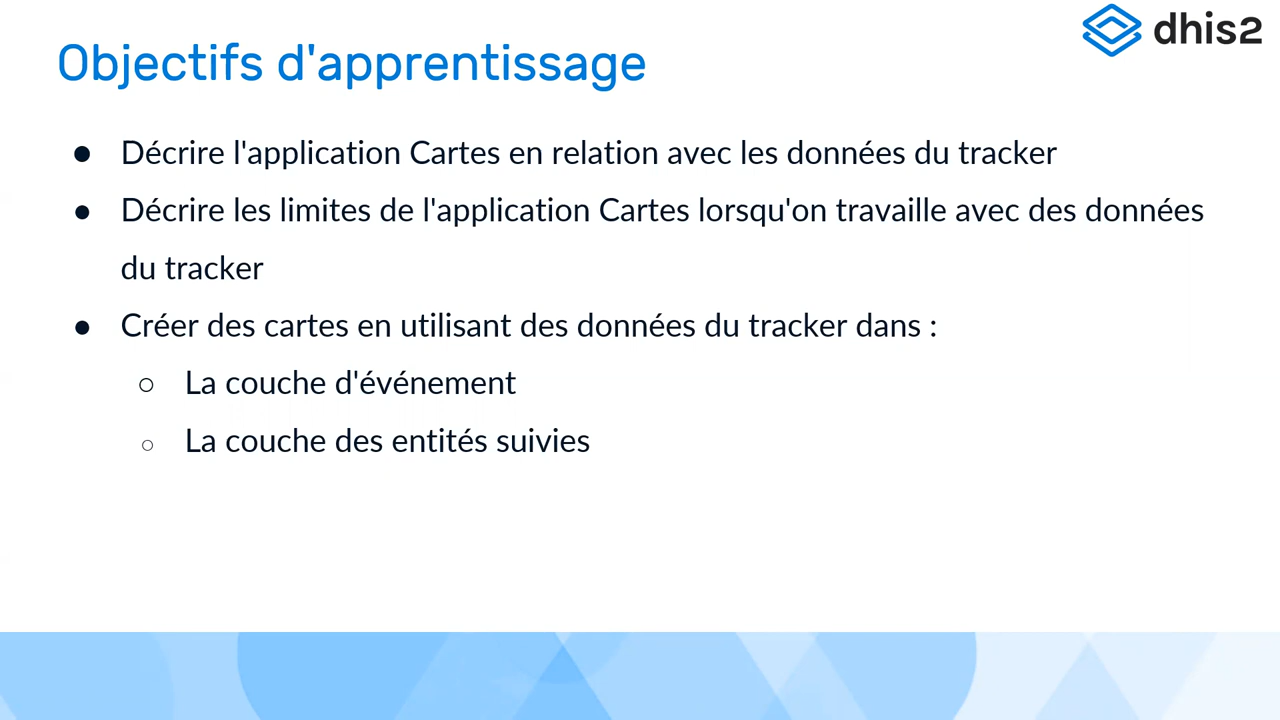 dhis2
Objectifs d'apprentissage
● Décrire l'application Cartes en relation avec les données du tracker
● Décrire les limites de l'application Cartes lorsqu'on travaille avec des données
du tracker
● Créer des cartes en utilisant des données du tracker dans :
○ La couche d'événement
○ La couche des entités suivies